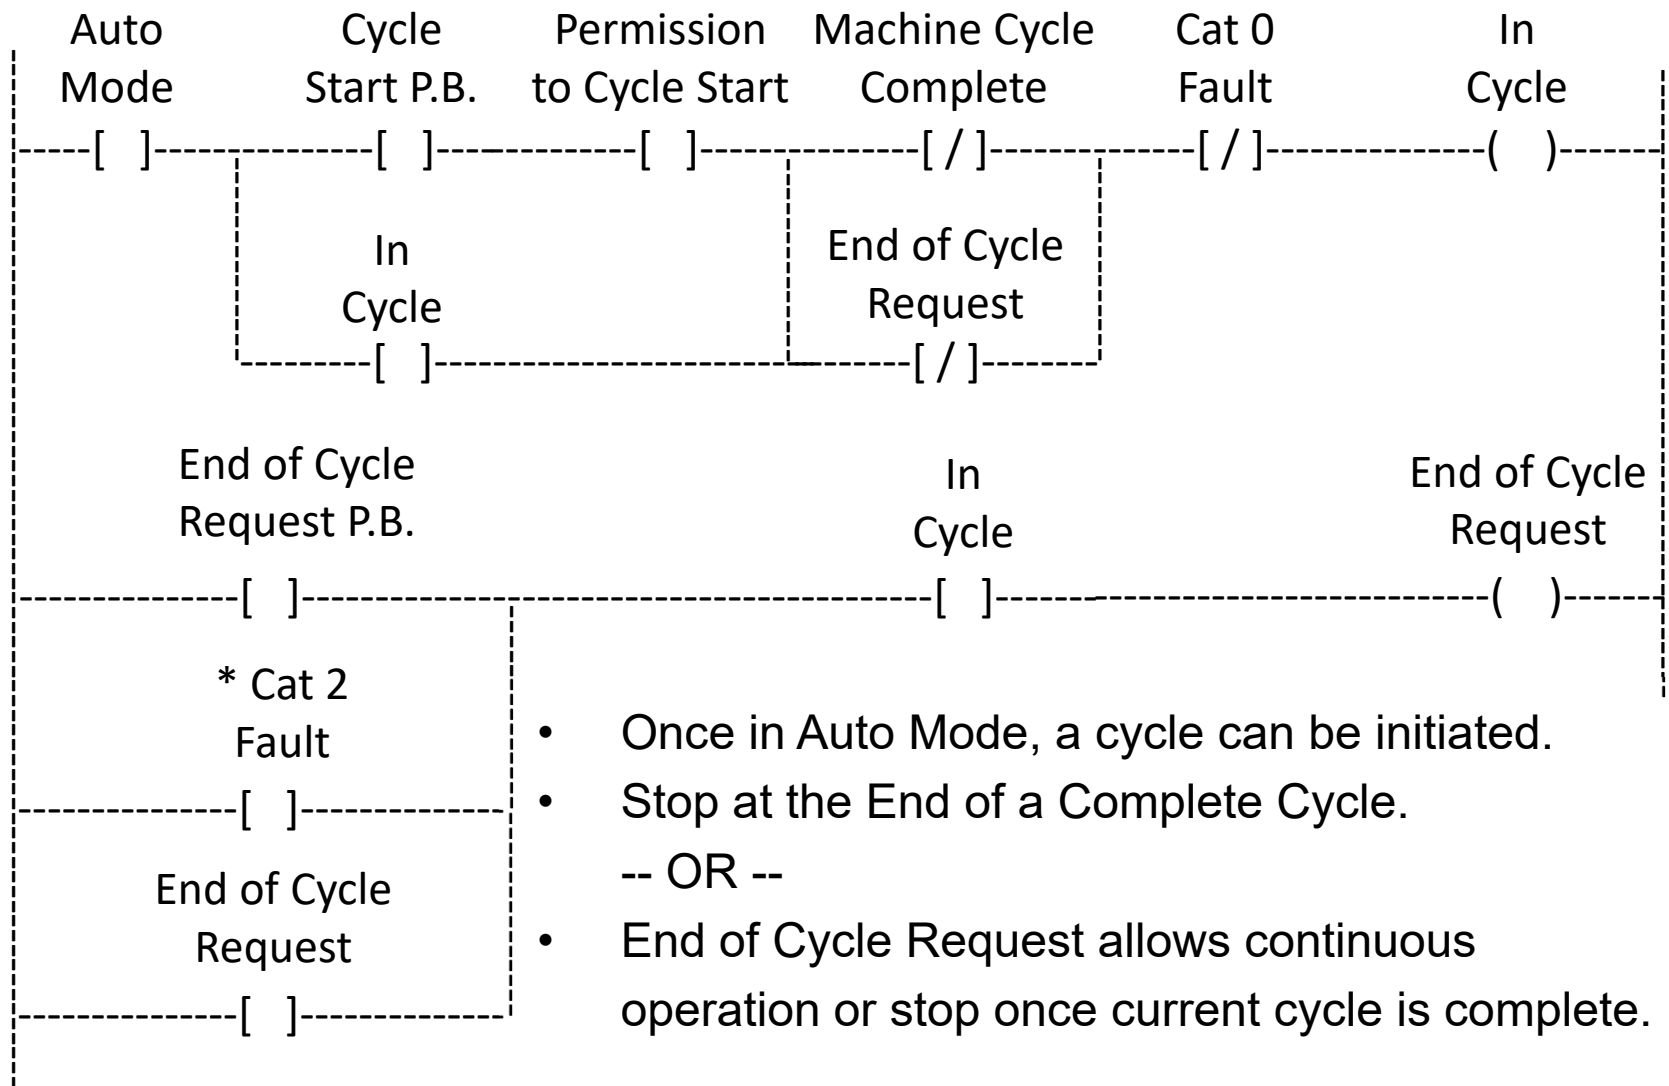 Auto Cycle Permission Machine Cycle Cat 0 In
Mode Start P.B. to Cycle Start Complete Fault Cycle
-----[ ]----------------[ ]---------------[ ]----------------[ / ]---------------[ / ]----------------( )-------
In End of Cycle
Cycle Request
---------[ ]--------------------------------[ / ]--------
End of Cycle In End of Cycle
Request P.B. Cycle Request
----------------[ ]----------------------------------------------[ ]-----------------------------------( )-------
* Cat 2
Fault
----------------[ ]---------------
• Once in Auto Mode, a cycle can be initiated.
• Stop at the End of a Complete Cycle.
-- OR --
End of Cycle
Request
----------------[ ]---------------
• End of Cycle Request allows continuous
operation or stop once current cycle is complete.